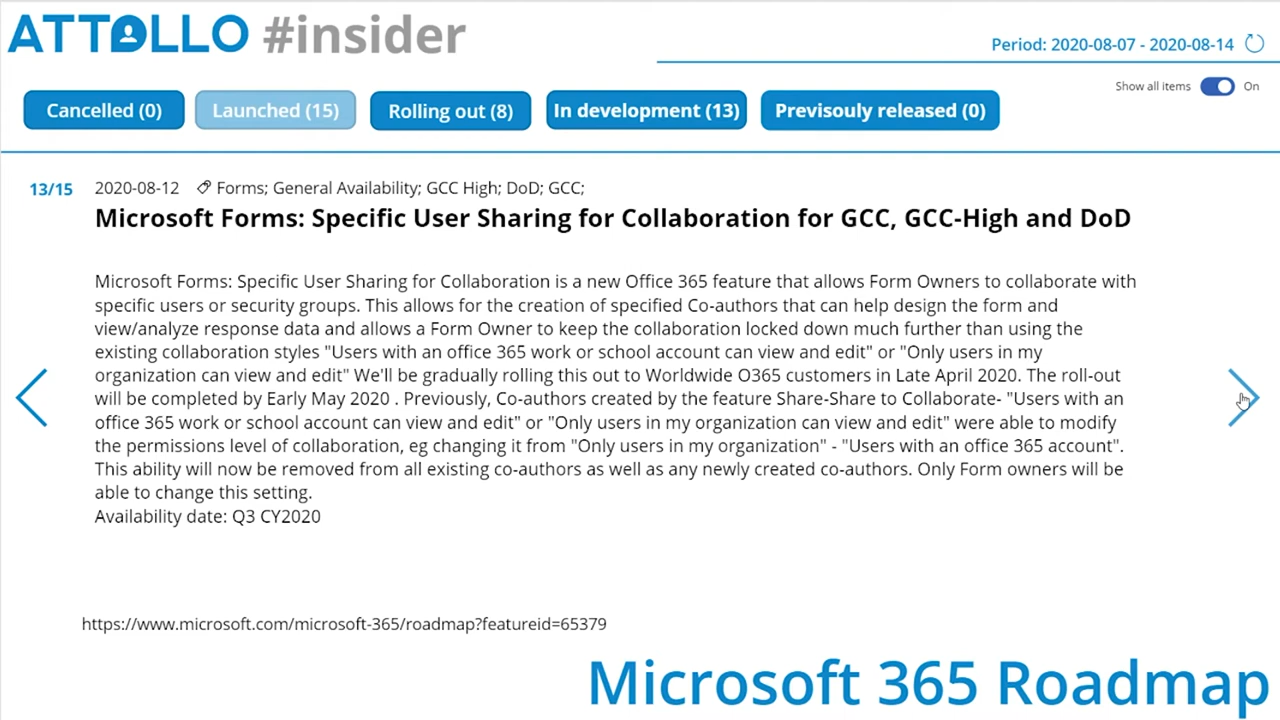 ATTOLLO #insider
Period: 2020-08-07 - 2020-08-14
Show all items On
Cancelled (0) Launched (15) Rolling out (8) In development (13) Previsouly released (0)
13/15 2020-08-12 Forms; General Availability; GCC High; DoD; GCC;
Microsoft Forms: Specific User Sharing for Collaboration for GCC, GCC-High and DoD
Microsoft Forms: Specific User Sharing for Collaboration is a new Office 365 feature that allows Form Owners to collaborate with
specific users or security groups. This allows for the creation of specified Co-authors that can help design the form and
view/analyze response data and allows a Form Owner to keep the collaboration locked down much further than using the
existing collaboration styles "Users with an office 365 work or school account can view and edit" or "Only users in my
organization can view and edit" We'll be gradually rolling this out to Worldwide O365 customers in Late April 2020. The roll-out
will be completed by Early May 2020 . Previously, Co-authors created by the feature Share-Share to Collaborate- "Users with an
office 365 work or school account can view and edit" or "Only users in my organization can view and edit" were able to modify
the permissions level of collaboration, eg changing it from "Only users in my organization" - "Users with an office 365 account".
This ability will now be removed from all existing co-authors as well as any newly created co-authors. Only Form owners will be
able to change this setting.
Availability date: Q3 CY2020
https://www.microsoft.com/microsoft-365/roadmap?featureid=65379
Microsoft 365 Roadmap